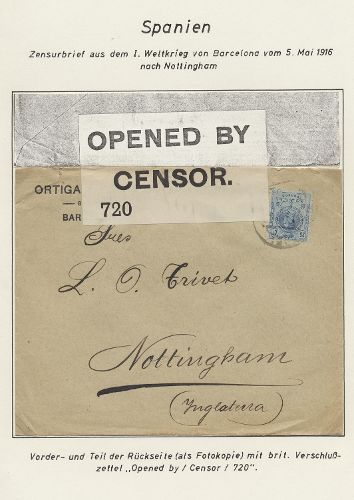 Spanien
Zensurbrief aus dem I. Weltkrieg von Barcelona vom 5. Mai 1916
nach Nottingham
OPENED BY
CENSOR.
720
ORTIGA
BAR
Sres
L. O. Trivet
Nottingham
(Inglaterra)
Vorder- und Teil der Rückseite (als Fotokopie) mit brit. Verschluß-
zettel „Opened by / Censor / 720".